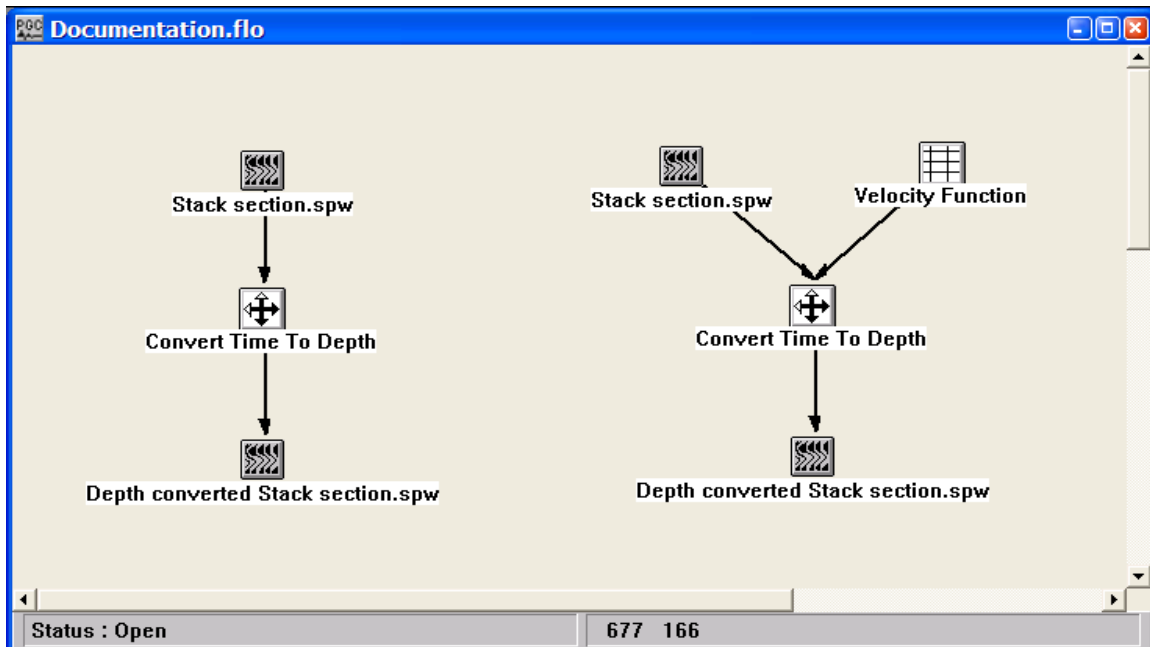 PGC Documentation.flo
Stack section.spw
Convert Time To Depth
Depth converted Stack section.spw
Stack section.spw
Velocity Function
Convert Time To Depth
Depth converted Stack section.spw
Status : Open
677 166